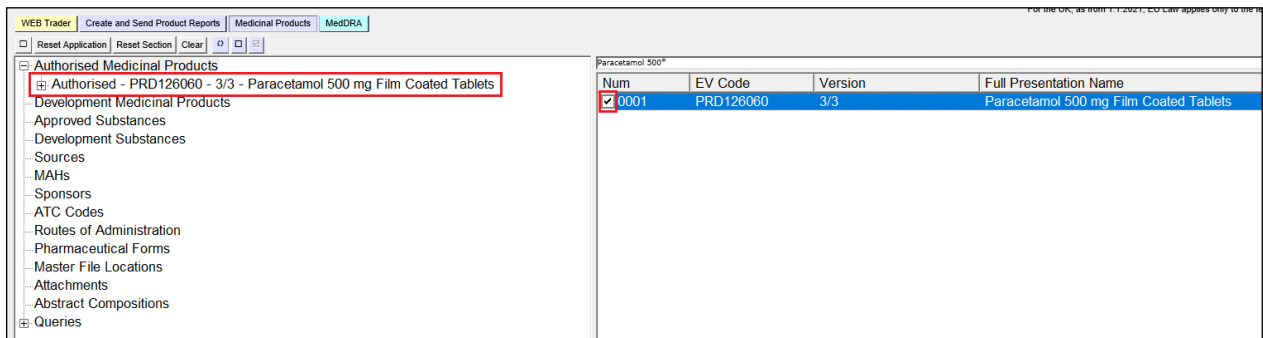 For the UK, as from 1.1.2021, EU Law applies only to the te
WEB Trader Create and Send Product Reports Medicinal Products MedDRA
Reset Application Reset Section Clear
Authorised Medicinal Products
Authorised - PRD126060 - 3/3 - Paracetamol 500 mg Film Coated Tablets
Development Medicinal Products
Approved Substances
Development Substances
Sources
MAHs
Sponsors
ATC Codes
Routes of Administration
Pharmaceutical Forms
Master File Locations
Attachments
Abstract Compositions
Queries
Paracetamol 500*
Num EV Code Version Full Presentation Name
0001 PRD126060 3/3 Paracetamol 500 mg Film Coated Tablets